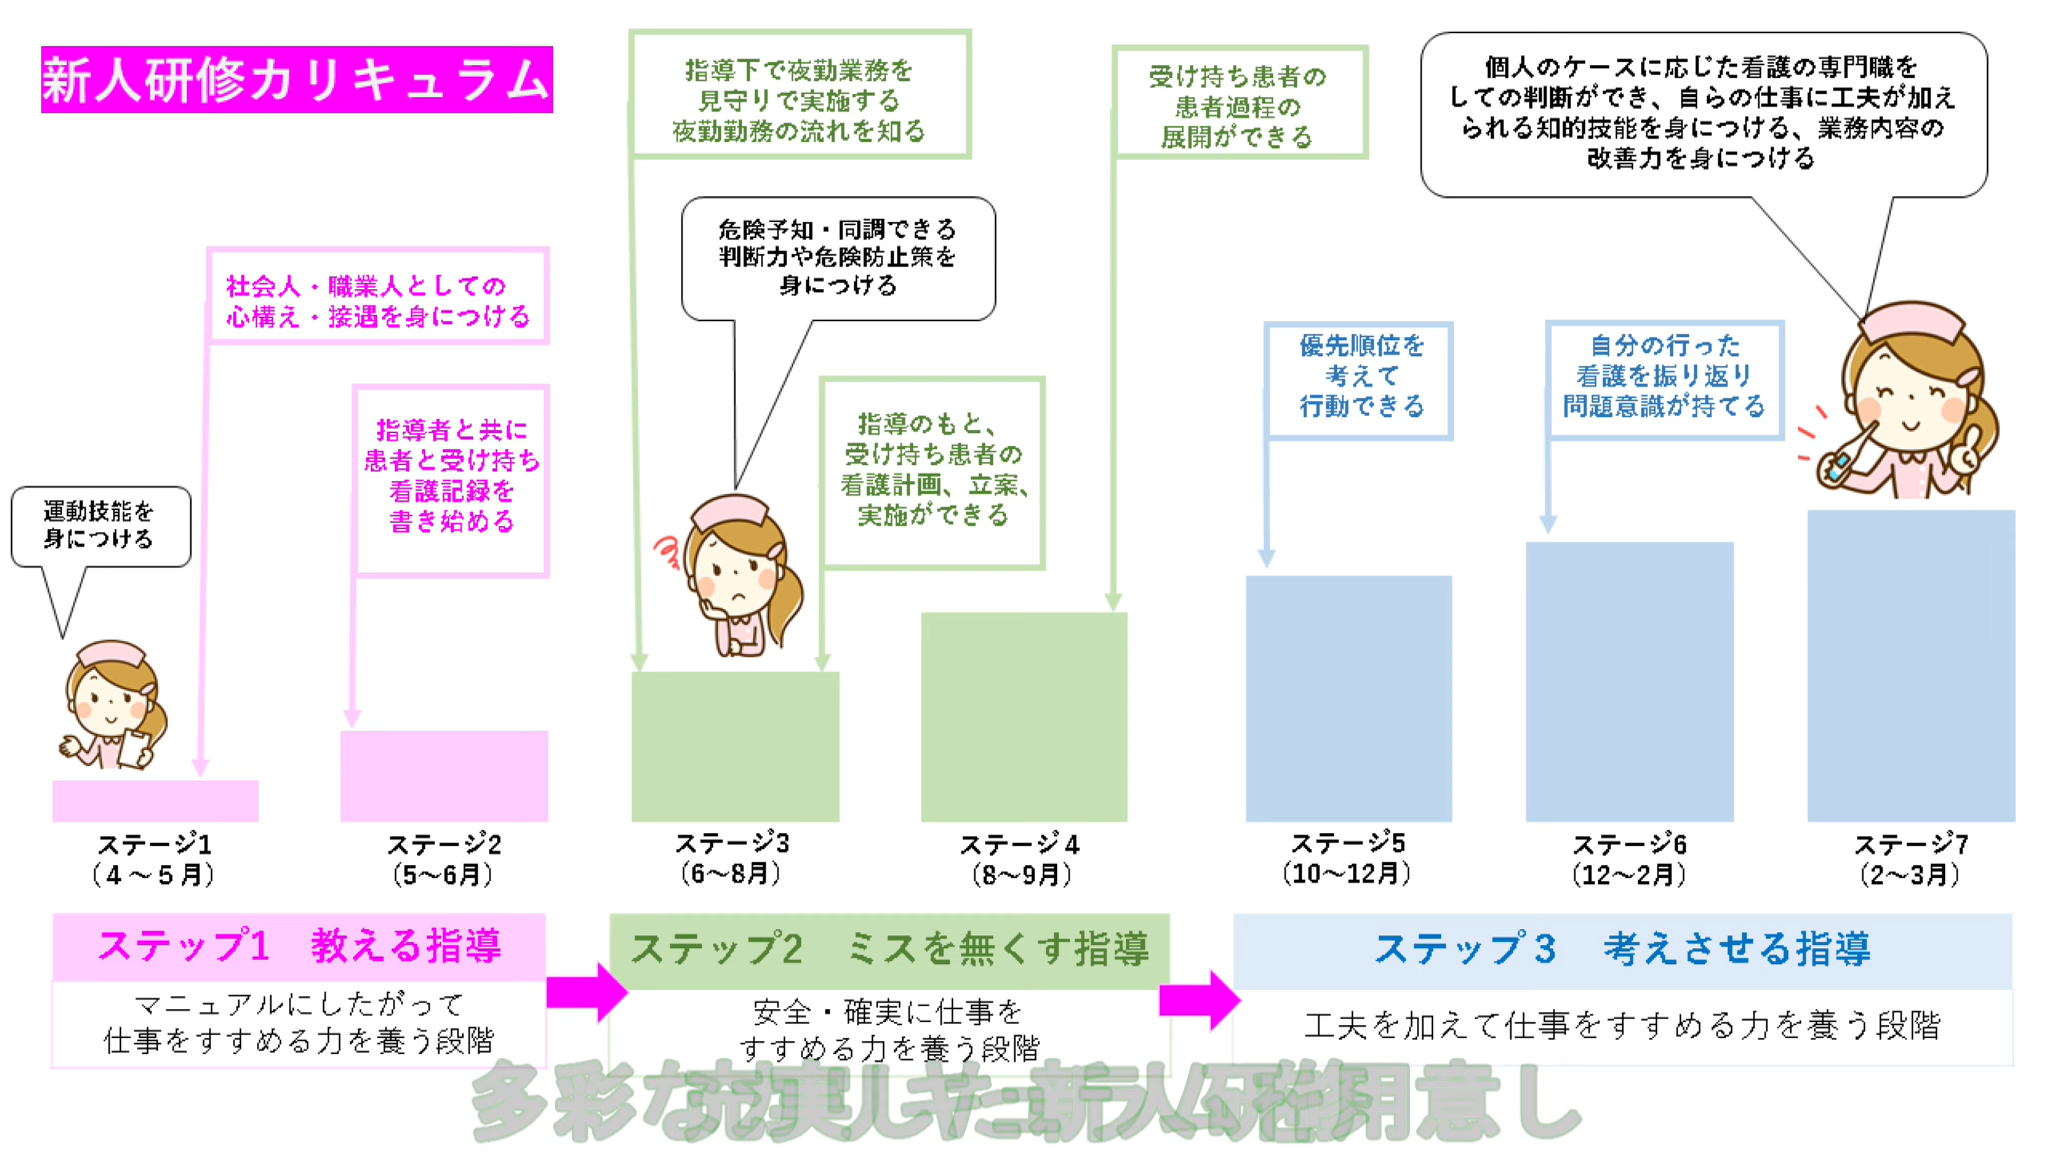 新人研修カリキュラム
運動技能を
身につける
社会人・職業人としての
心構え・接遇を身につける
指導者と共に
患者と受け持ち
看護記録を
書き始める
指導下で夜勤業務を
見守りで実施する
夜勤勤務の流れを知る
危険予知・同調できる
判断力や危険防止策を
身につける
指導のもと、
受け持ち患者の
看護計画、立案、
実施ができる
受け持ち患者の
患者過程の
展開ができる
優先順位を
考えて
行動できる
自分の行った
看護を振り返り
問題意識が持てる
個人のケースに応じた看護の専門職を
しての判断ができ、自らの仕事に工夫が加え
られる知的技能を身につける、業務内容の
改善力を身につける
ステージ1
（４～５月）
ステージ2
（5～6月）
ステージ3
（6～8月）
ステージ４
（8～9月）
ステージ5
（10～12月）
ステージ6
（12～2月）
ステージ7
（2～3月）
ステップ1　教える指導
マニュアルにしたがって
仕事をすすめる力を養う段階
ステップ2　ミスを無くす指導
安全・確実に仕事を
すすめる力を養う段階
ステップ３　考えさせる指導
工夫を加えて仕事をすすめる力を養う段階